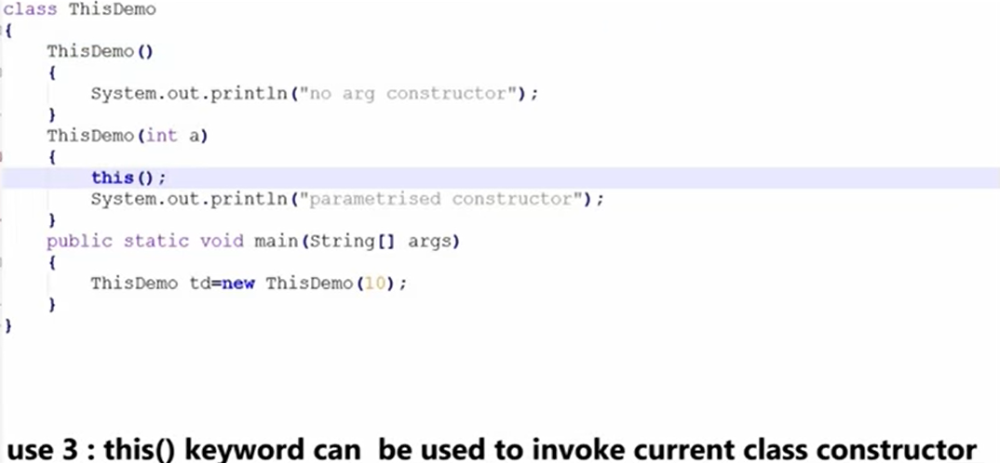 class ThisDemo
{
    ThisDemo()
    {
        System.out.println("no arg constructor");
    }
    ThisDemo(int a)
    {
        this();
        System.out.println("parametrised constructor");
    }
    public static void main(String[] args)
    {
        ThisDemo td=new ThisDemo(10);
    }
}
use 3 : this() keyword can  be used to invoke current class constructor